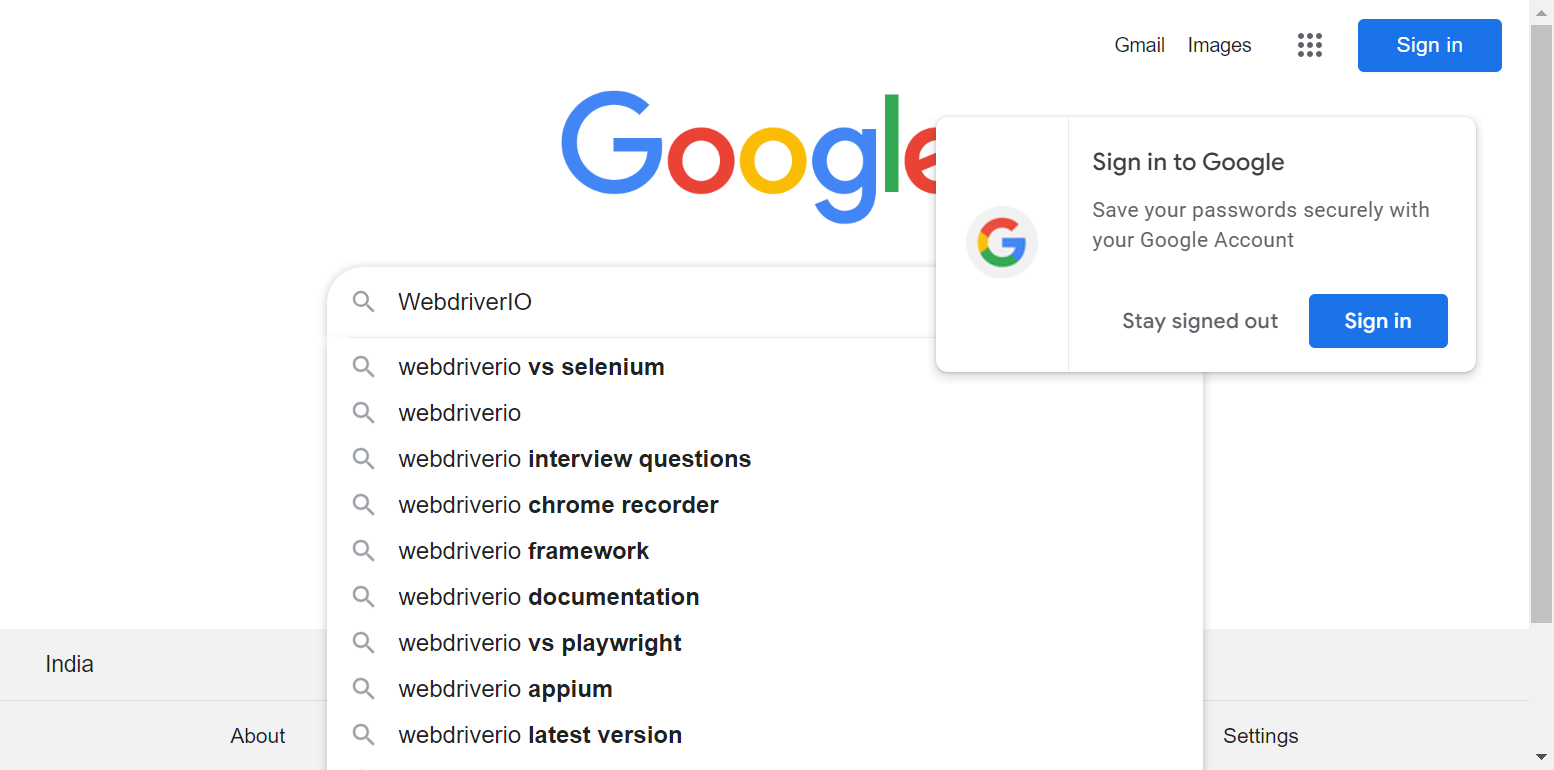 Gmail Images Sign in
Google
Sign in to Google
Save your passwords securely with
your Google Account
Stay signed out Sign in
WebdriverIO
webdriverio vs selenium
webdriverio
webdriverio interview questions
webdriverio chrome recorder
webdriverio framework
webdriverio documentation
webdriverio vs playwright
webdriverio appium
webdriverio latest version
India
About Settings